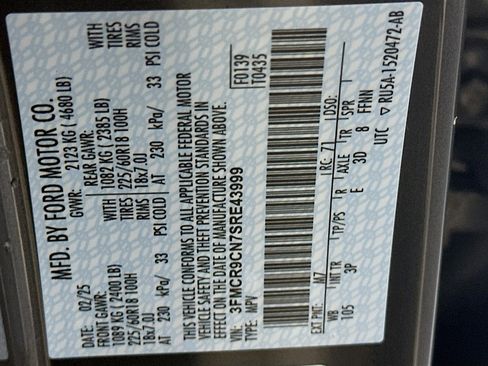 MFD. BY FORD MOTOR CO.
DATE: 02/25 GVWR: 2123 KG ( 4680 LB)
FRONT GAWR: REAR GAWR: WITH
1089 KG ( 2400 LB) 1082 KG ( 2385 LB) WITH
225/60R18 100H 225/60R18 100H TIRES
18x7.0J RIMS 18x7.0J RIMS
AT 230 kPa/ 33 PSI COLD AT 230 kPa/ 33 PSI COLD
THIS VEHICLE CONFORMS TO ALL APPLICABLE FEDERAL MOTOR
VEHICLE SAFETY AND THEFT PREVENTION STANDARDS IN
EFFECT ON THE DATE OF MANUFACTURE SHOWN ABOVE.
VIN: 3FMCR9CN7SRE43999 F0139
TYPE: MPV T0435
EXT PNT: M7 RC: 71 DSO:
WB INT TR TP/PS R AXLE TR SPR
105 3P E 3D 8 FFNN
UTC ▽ RU5A-1520472-AB